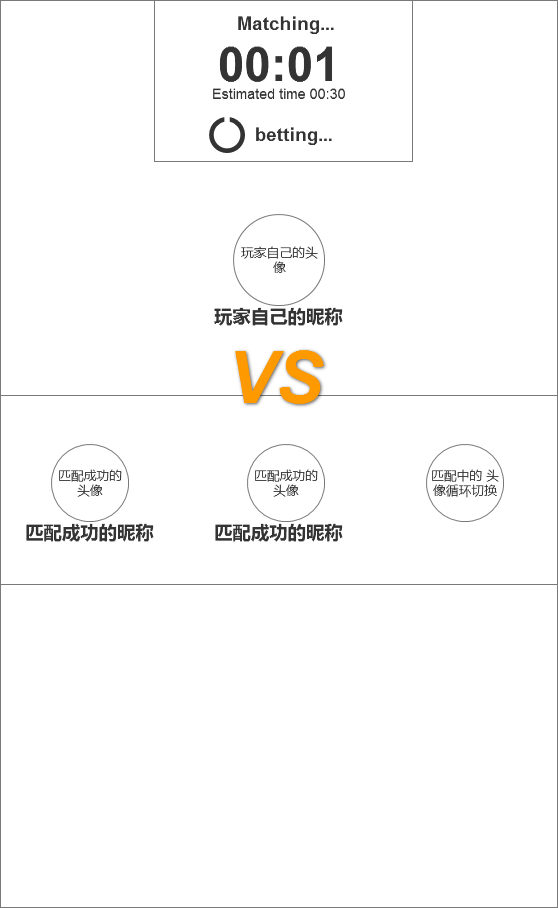 Matching...
00:01
Estimated time 00:30
betting...
玩家自己的头
像
玩家自己的昵称
VS
匹配成功的
头像
匹配成功的
头像
匹配中的 头
像循环切换
匹配成功的昵称
匹配成功的昵称